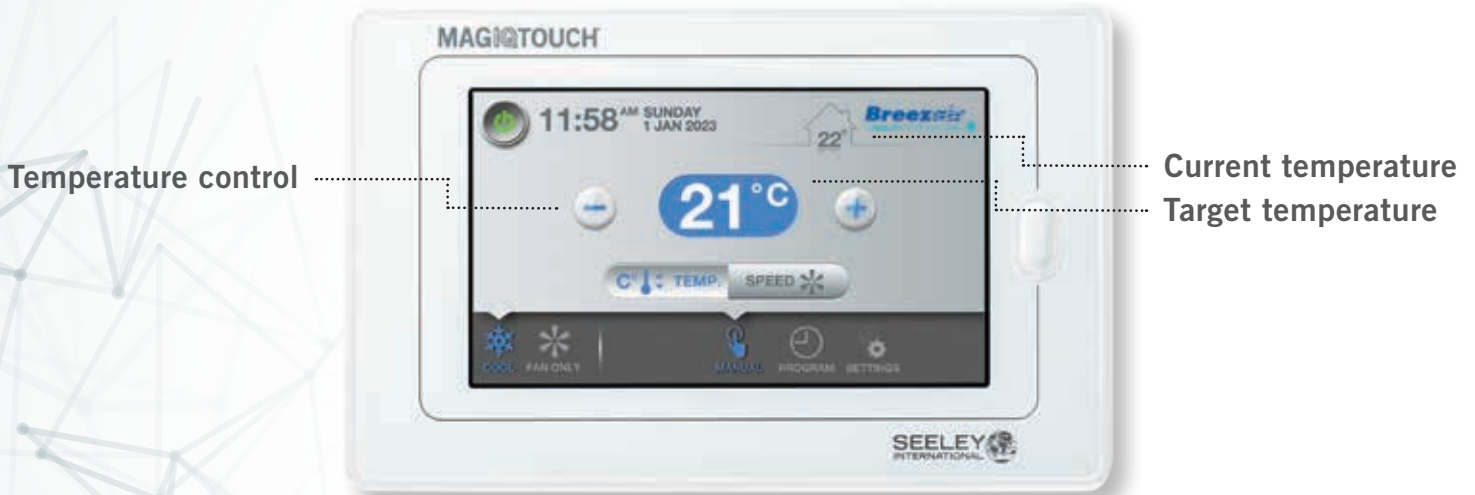 MAGIQTOUCH
11:58 AM SUNDAY
1 JAN 2023
22°
Breezair
Temperature control
21°C
Current temperature
Target temperature
C° TEMP. SPEED
COOL FAN ONLY MANUAL PROGRAM SETTINGS
SEELEY
INTERNATIONAL